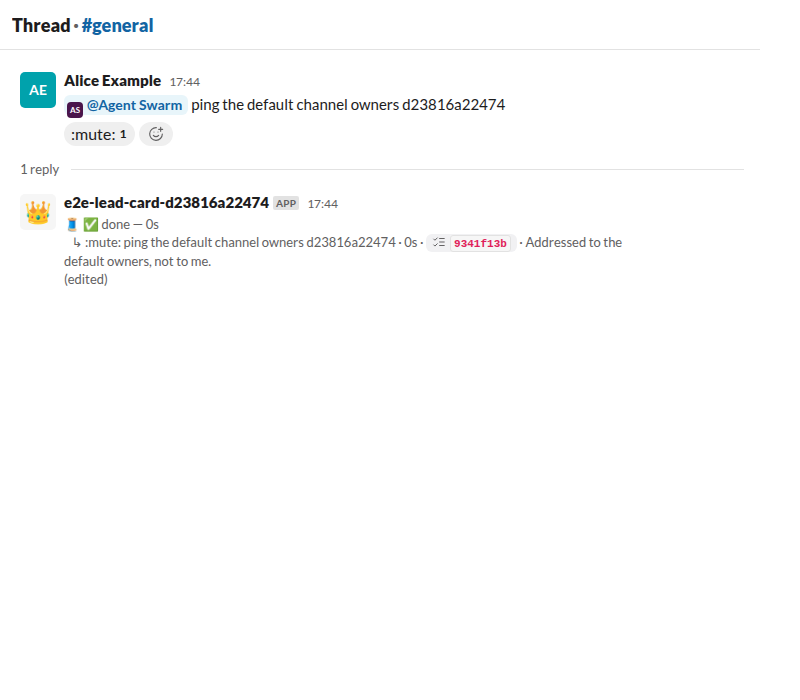 Thread • #general
AE
Alice Example 17:44
AS @Agent Swarm ping the default channel owners d23816a22474
:mute: 1
1 reply
e2e-lead-card-d23816a22474 APP 17:44
🧵 ✅ done — 0s
↳ :mute: ping the default channel owners d23816a22474 · 0s · 9341f13b · Addressed to the
default owners, not to me.
(edited)